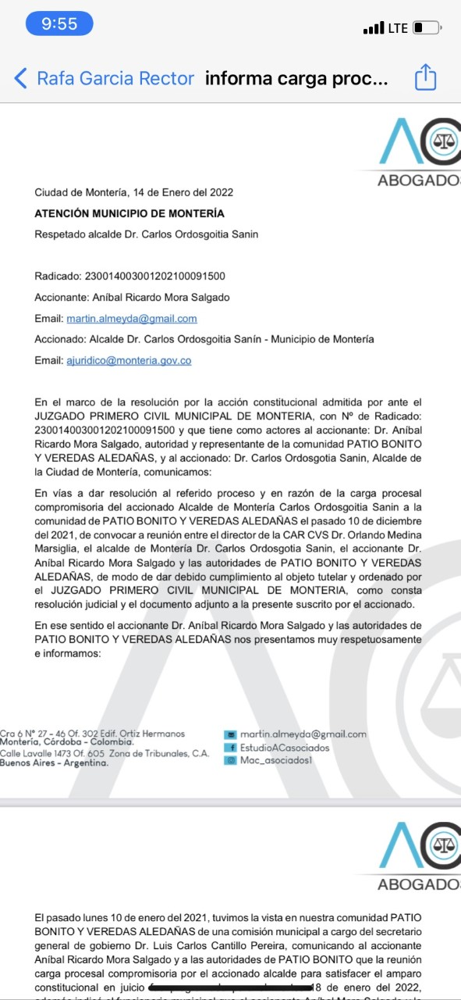 9:55
LTE
Rafa Garcia Rector informa carga proc...
AC
ABOGADOS
Ciudad de Montería, 14 de Enero del 2022
ATENCIÓN MUNICIPIO DE MONTERÍA
Respetado alcalde Dr. Carlos Ordosgoitia Sanin
Radicado: 23001400300120210091500
Accionante: Aníbal Ricardo Mora Salgado
Email: martin.almeyda@gmail.com
Accionado: Alcalde Dr. Carlos Ordosgoitia Sanín - Municipio de Montería
Email: ajuridico@monteria.gov.co
En el marco de la resolución por la acción constitucional admitida por ante el
JUZGADO PRIMERO CIVIL MUNICIPAL DE MONTERIA, con Nº de Radicado:
23001400300120210091500 y que tiene como actores al accionante: Dr. Aníbal
Ricardo Mora Salgado, autoridad y representante de la comunidad PATIO BONITO
Y VEREDAS ALEDAÑAS, y al accionado: Dr. Carlos Ordosgotia Sanin, Alcalde de
la Ciudad de Montería, comunicamos:
En vías a dar resolución al referido proceso y en razón de la carga procesal
compromisoria del accionado Alcalde de Montería Carlos Ordosgoitia Sanin a la
comunidad de PATIO BONITO Y VEREDAS ALEDAÑAS el pasado 10 de diciembre
del 2021, de convocar a reunión entre el director de la CAR CVS Dr. Orlando Medina
Marsiglia, el alcalde de Montería Dr. Carlos Ordosgotia Sanin, el accionante Dr.
Aníbal Ricardo Mora Salgado y las autoridades de PATIO BONITO Y VEREDAS
ALEDAÑAS, de modo de dar debido cumplimiento al objeto tutelar y ordenado por
el JUZGADO PRIMERO CIVIL MUNICIPAL DE MONTERIA, como consta
resolución judicial y el documento adjunto a la presente suscrito por el accionado.
En ese sentido el accionante Dr. Aníbal Ricardo Mora Salgado y las autoridades de
PATIO BONITO Y VEREDAS ALEDAÑAS nos presentamos muy respetuosamente
e informamos:
Cra 6 Nº 27 - 46 Of. 302 Edif. Ortiz Hermanos
Montería, Córdoba - Colombia.
Calle Lavalle 1473 Of. 605 Zona de Tribunales, C.A.
Buenos Aires - Argentina.
martin.almeyda@gmail.com
EstudioACasociados
Mac_asociados1
AC
ABOGADOS
El pasado lunes 10 de enero del 2021, tuvimos la vista en nuestra comunidad PATIO
BONITO Y VEREDAS ALEDAÑAS de una comisión municipal a cargo del secretario
general de gobierno Dr. Luis Carlos Cantillo Pereira, comunicando al accionante
Aníbal Ricardo Mora Salgado y a las autoridades de PATIO BONITO que la reunión
carga procesal compromisoria por el accionado alcalde para satisfacer el amparo
constitucional en juicio 18 de enero del 2022,